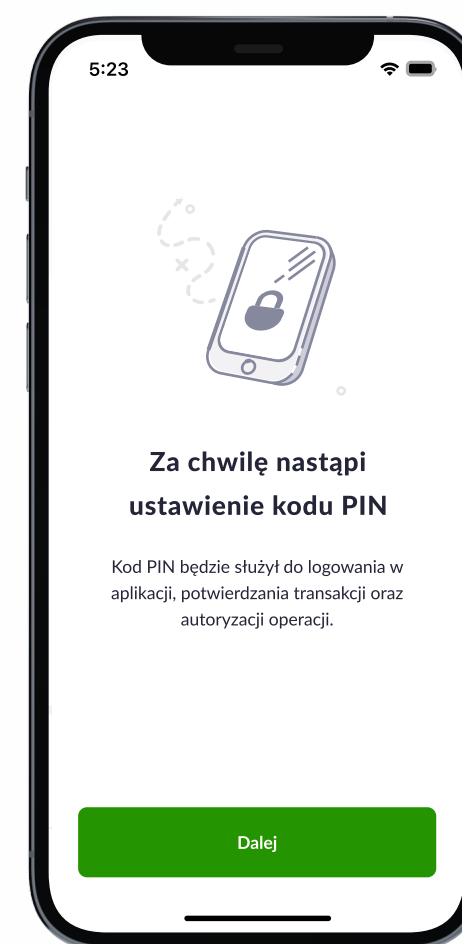 5:23
Za chwilę nastąpi
ustawienie kodu PIN
Kod PIN będzie służył do logowania w
aplikacji, potwierdzania transakcji oraz
autoryzacji operacji.
Dalej